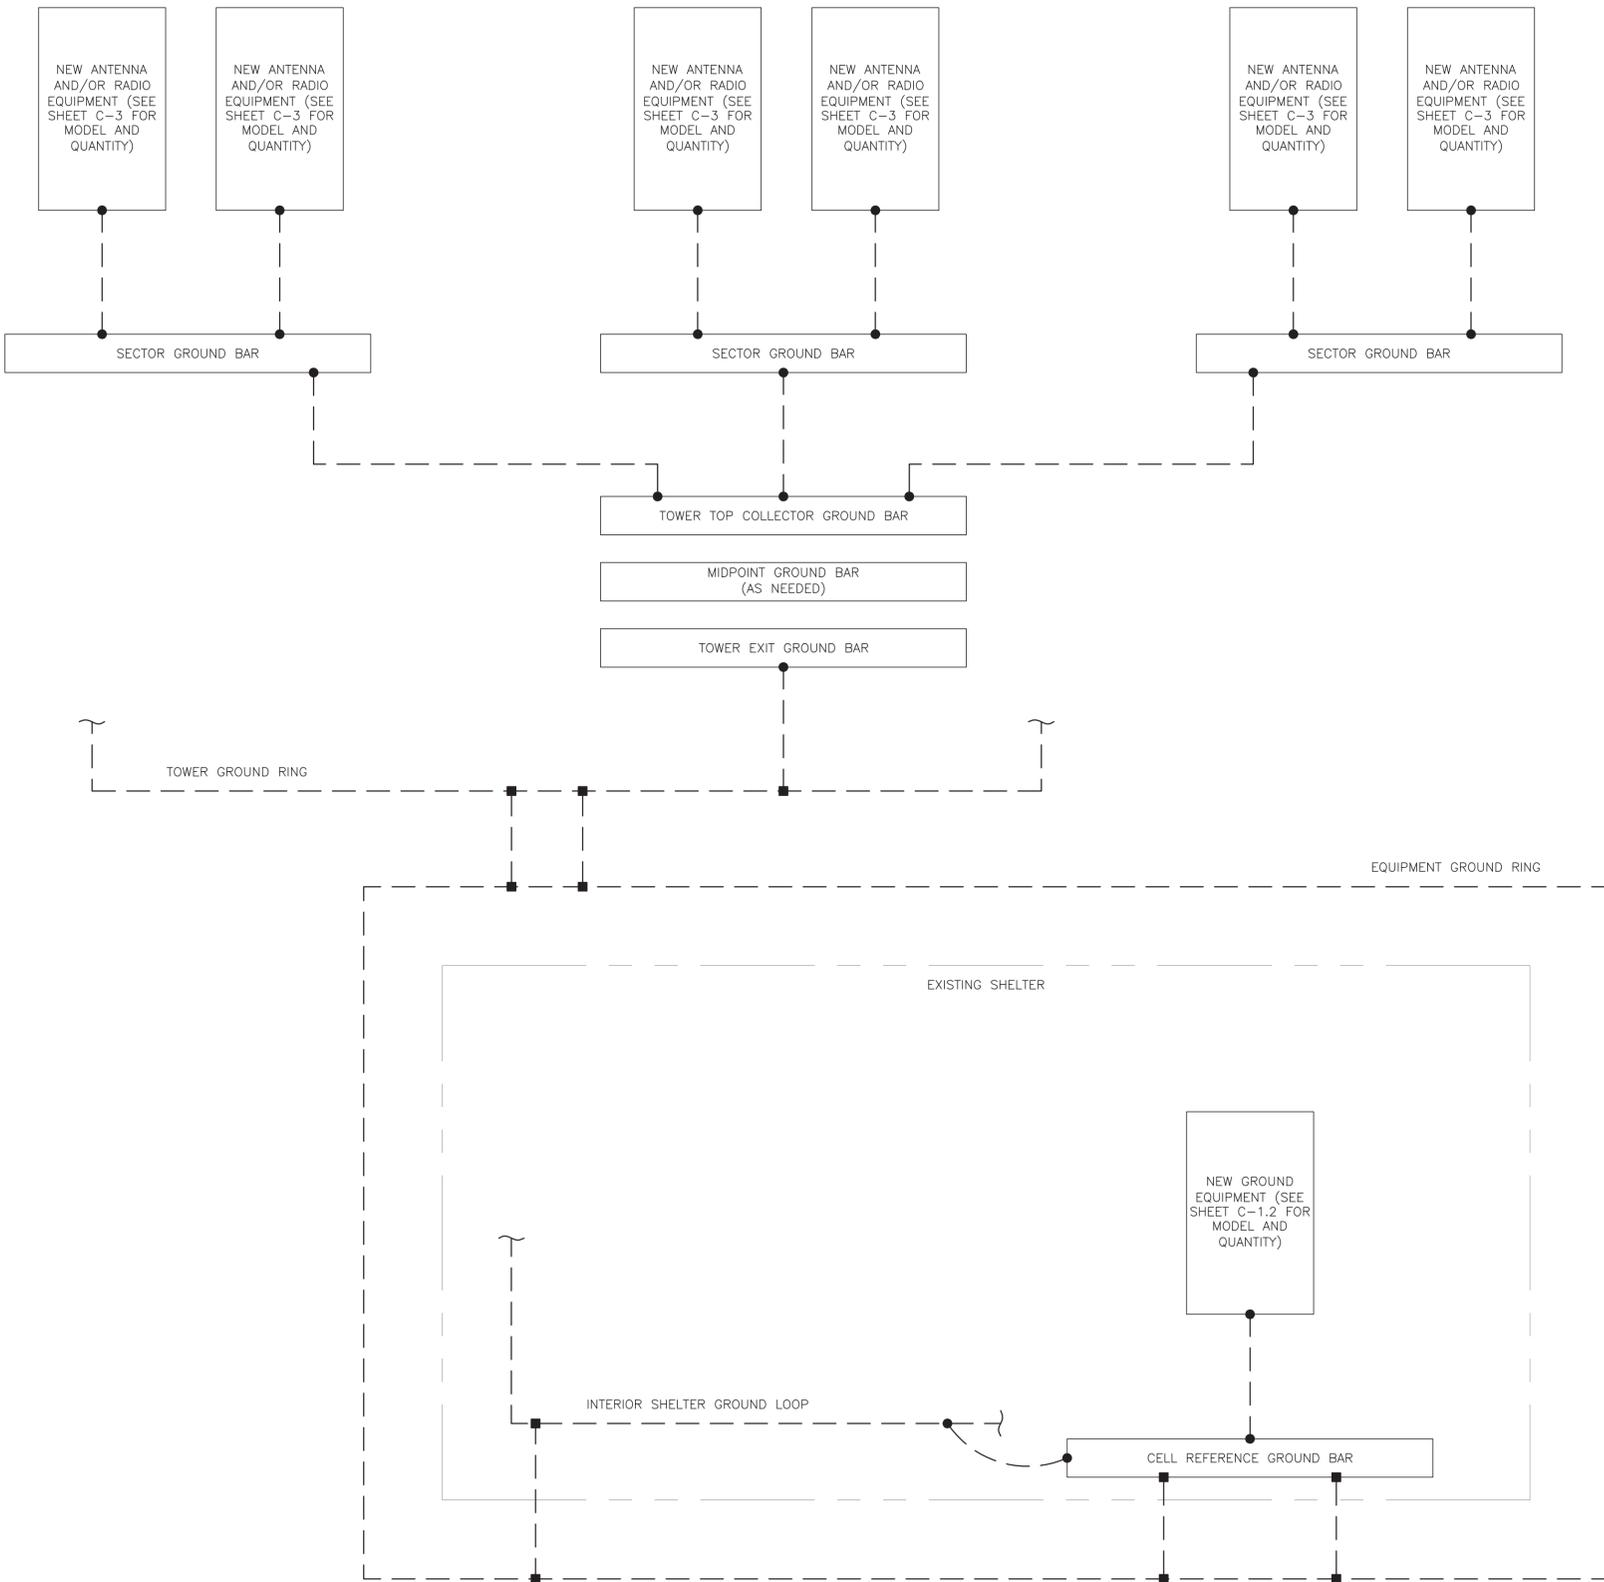 NEW ANTENNA
AND/OR RADIO
EQUIPMENT (SEE
SHEET C-3 FOR
MODEL AND
QUANTITY)
NEW ANTENNA
AND/OR RADIO
EQUIPMENT (SEE
SHEET C-3 FOR
MODEL AND
QUANTITY)
NEW ANTENNA
AND/OR RADIO
EQUIPMENT (SEE
SHEET C-3 FOR
MODEL AND
QUANTITY)
NEW ANTENNA
AND/OR RADIO
EQUIPMENT (SEE
SHEET C-3 FOR
MODEL AND
QUANTITY)
NEW ANTENNA
AND/OR RADIO
EQUIPMENT (SEE
SHEET C-3 FOR
MODEL AND
QUANTITY)
NEW ANTENNA
AND/OR RADIO
EQUIPMENT (SEE
SHEET C-3 FOR
MODEL AND
QUANTITY)
SECTOR GROUND BAR
SECTOR GROUND BAR
SECTOR GROUND BAR
TOWER TOP COLLECTOR GROUND BAR
MIDPOINT GROUND BAR
(AS NEEDED)
TOWER EXIT GROUND BAR
TOWER GROUND RING
EQUIPMENT GROUND RING
EXISTING SHELTER
NEW GROUND
EQUIPMENT (SEE
SHEET C-1.2 FOR
MODEL AND
QUANTITY)
INTERIOR SHELTER GROUND LOOP
CELL REFERENCE GROUND BAR